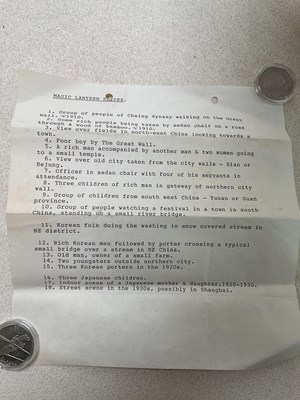 MAGIC LANTERN SLIDES.
1. Group of people of Cheing dynasy walking on the Great
Wall, c1910.
2. Some rich people being taken by sedan chair on a road
through a wood of bamboo, c1910.
3. View over fields in north-east China looking towards a
town.
4. Poor boy by The Great Wall.
5. A rich man accompanied by another man & two women going
to a small temple.
6. View over old city taken from the city walls - Sian or
Bejung.
7. Officer in sedan chair with four of his servants in
attendance.
8. Three children of rich man in gateway of northern city
wall.
9. Group of children from south west China - Yunan or Guan
province.
10. Group of people watching a festival in a town in south
China, standing on a small river bridge.
11. Korean folk doing the washing in snow covered stream in
NE district.
12. Rich Korean man followed by porter crossing a typical
small bridge over a stream in NE China.
13. Old man, owner of a small farm.
14. Two youngsters outside northern city.
15. Three Korean porters in the 1920s.
16. Three Japanese children.
17. Indoor scene of a Japanese mother & daughter, 1920-1930.
18. Street scene in the 1930s, possibly in Shanghai.